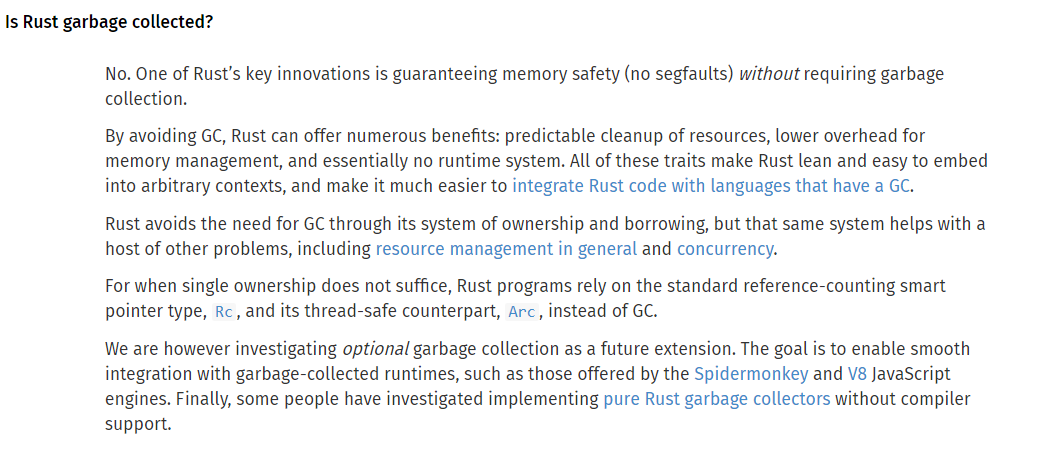 Is Rust garbage collected?
No. One of Rust’s key innovations is guaranteeing memory safety (no segfaults) without requiring garbage
collection.
By avoiding GC, Rust can offer numerous benefits: predictable cleanup of resources, lower overhead for
memory management, and essentially no runtime system. All of these traits make Rust lean and easy to embed
into arbitrary contexts, and make it much easier to integrate Rust code with languages that have a GC.
Rust avoids the need for GC through its system of ownership and borrowing, but that same system helps with a
host of other problems, including resource management in general and concurrency.
For when single ownership does not suffice, Rust programs rely on the standard reference-counting smart
pointer type, Rc, and its thread-safe counterpart, Arc, instead of GC.
We are however investigating optional garbage collection as a future extension. The goal is to enable smooth
integration with garbage-collected runtimes, such as those offered by the Spidermonkey and V8 JavaScript
engines. Finally, some people have investigated implementing pure Rust garbage collectors without compiler
support.